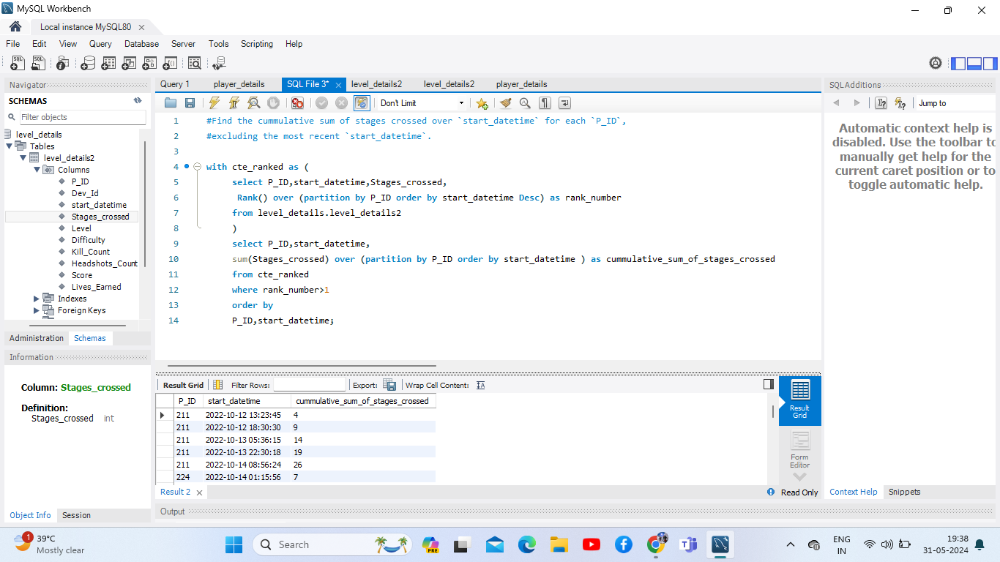 MySQL Workbench
Local instance MySQL80
File Edit View Query Database Server Tools Scripting Help
Navigator
SCHEMAS
Filter objects
level_details
Tables
level_details2
Columns
P_ID
Dev_Id
start_datetime
Stages_crossed
Level
Difficulty
Kill_Count
Headshots_Count
Score
Lives_Earned
Indexes
Foreign Keys
Administration Schemas
Information
Column: Stages_crossed
Definition:
Stages_crossed int
Object Info Session
Query 1 player_details SQL File 3* level_details2 level_details2 player_details
Don't Limit
1 #Find the cummulative sum of stages crossed over `start_datetime` for each `P_ID`,
2 #excluding the most recent `start_datetime`.
3
4 with cte_ranked as (
5 select P_ID,start_datetime,Stages_crossed,
6 Rank() over (partition by P_ID order by start_datetime Desc) as rank_number
7 from level_details.level_details2
8 )
9 select P_ID,start_datetime,
10 sum(Stages_crossed) over (partition by P_ID order by start_datetime ) as cummulative_sum_of_stages_crossed
11 from cte_ranked
12 where rank_number>1
13 order by
14 P_ID,start_datetime;
Result Grid Filter Rows: Export: Wrap Cell Content:
P_ID start_datetime cummulative_sum_of_stages_crossed
211 2022-10-12 13:23:45 4
211 2022-10-12 18:30:30 9
211 2022-10-13 05:36:15 14
211 2022-10-13 22:30:18 19
211 2022-10-14 08:56:24 26
224 2022-10-14 01:15:56 7
Result
Grid
Form
Editor
Result 2
Read Only
Output
SQLAdditions
Jump to
Automatic context help is
disabled. Use the toolbar to
manually get help for the
current caret position or to
toggle automatic help.
Context Help Snippets
1
39°C
Mostly clear
Search
PRE
ENG
IN
19:38
31-05-2024